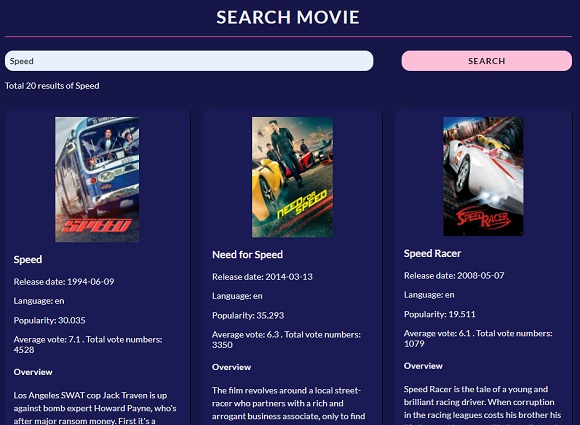 SEARCH MOVIE
Speed
SEARCH
Total 20 results of Speed
SPEED
Speed
Release date: 1994-06-09
Language: en
Popularity: 30.035
Average vote: 7.1 . Total vote numbers:
4528
Overview
Los Angeles SWAT cop Jack Traven is up
against bomb expert Howard Payne, who's
after major ransom money. First it's a
NEED FOR
SPEED
Need for Speed
Release date: 2014-03-13
Language: en
Popularity: 35.293
Average vote: 6.3 . Total vote numbers:
3350
Overview
The film revolves around a local street-
racer who partners with a rich and
arrogant business associate, only to find
SPEED
RACER
Speed Racer
Release date: 2008-05-07
Language: en
Popularity: 19.511
Average vote: 6.1 . Total vote numbers:
1079
Overview
Speed Racer is the tale of a young and
brilliant racing driver. When corruption
in the racing leagues costs his brother his